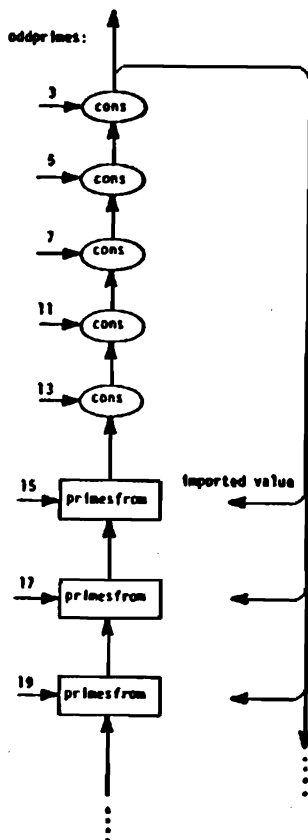 oddprimes:
3
cons
5
cons
7
cons
11
cons
13
cons
15
primesfrom
imported value
17
primesfrom
19
primesfrom